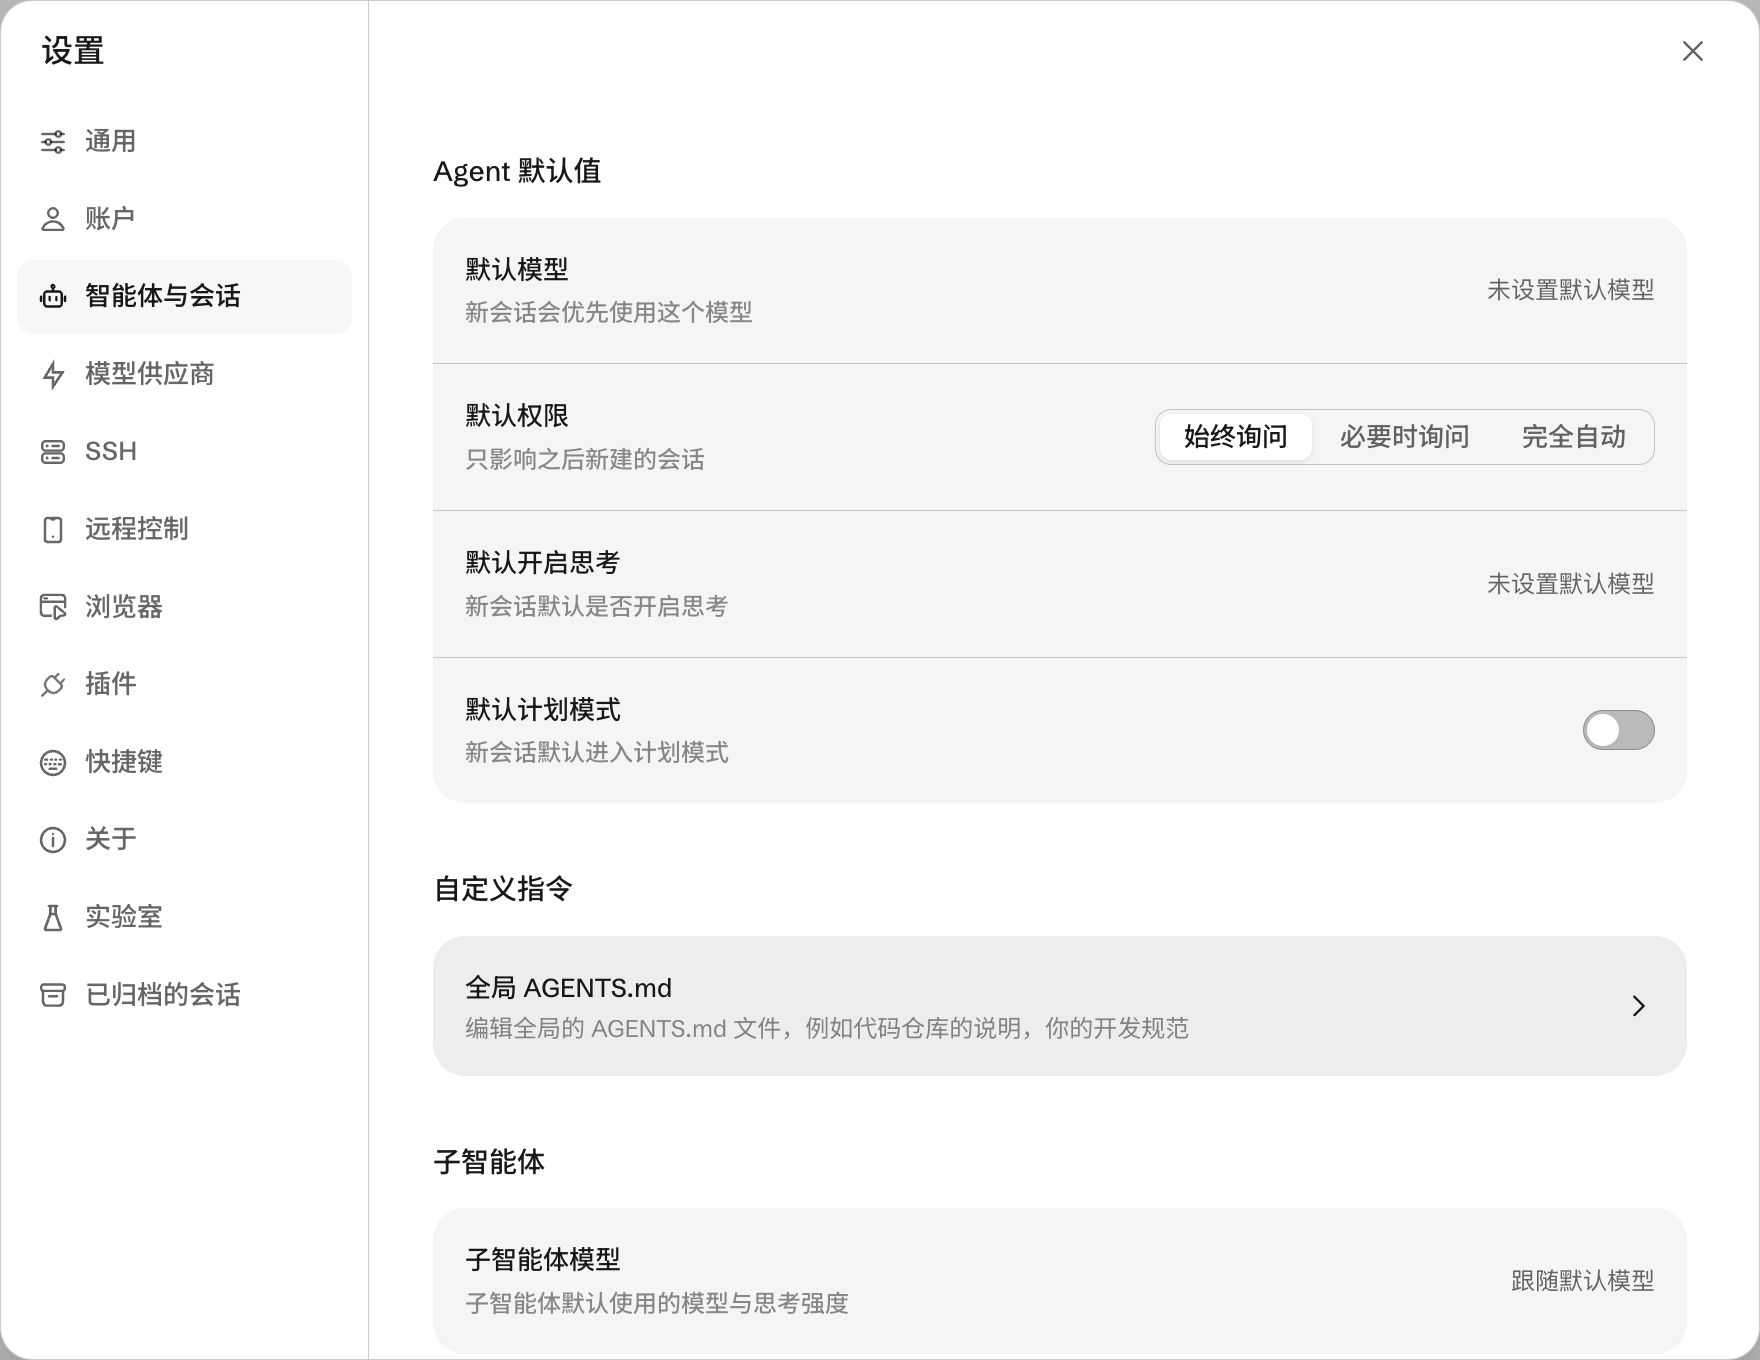 设置
通用
账户
智能体与会话
模型供应商
SSH
远程控制
浏览器
插件
快捷键
关于
实验室
已归档的会话
Agent 默认值
默认模型
新会话会优先使用这个模型
未设置默认模型
默认权限
只影响之后新建的会话
始终询问 必要时询问 完全自动
默认开启思考
新会话默认是否开启思考
未设置默认模型
默认计划模式
新会话默认进入计划模式
自定义指令
全局 AGENTS.md
编辑全局的 AGENTS.md 文件，例如代码仓库的说明，你的开发规范
子智能体
子智能体模型
子智能体默认使用的模型与思考强度
跟随默认模型